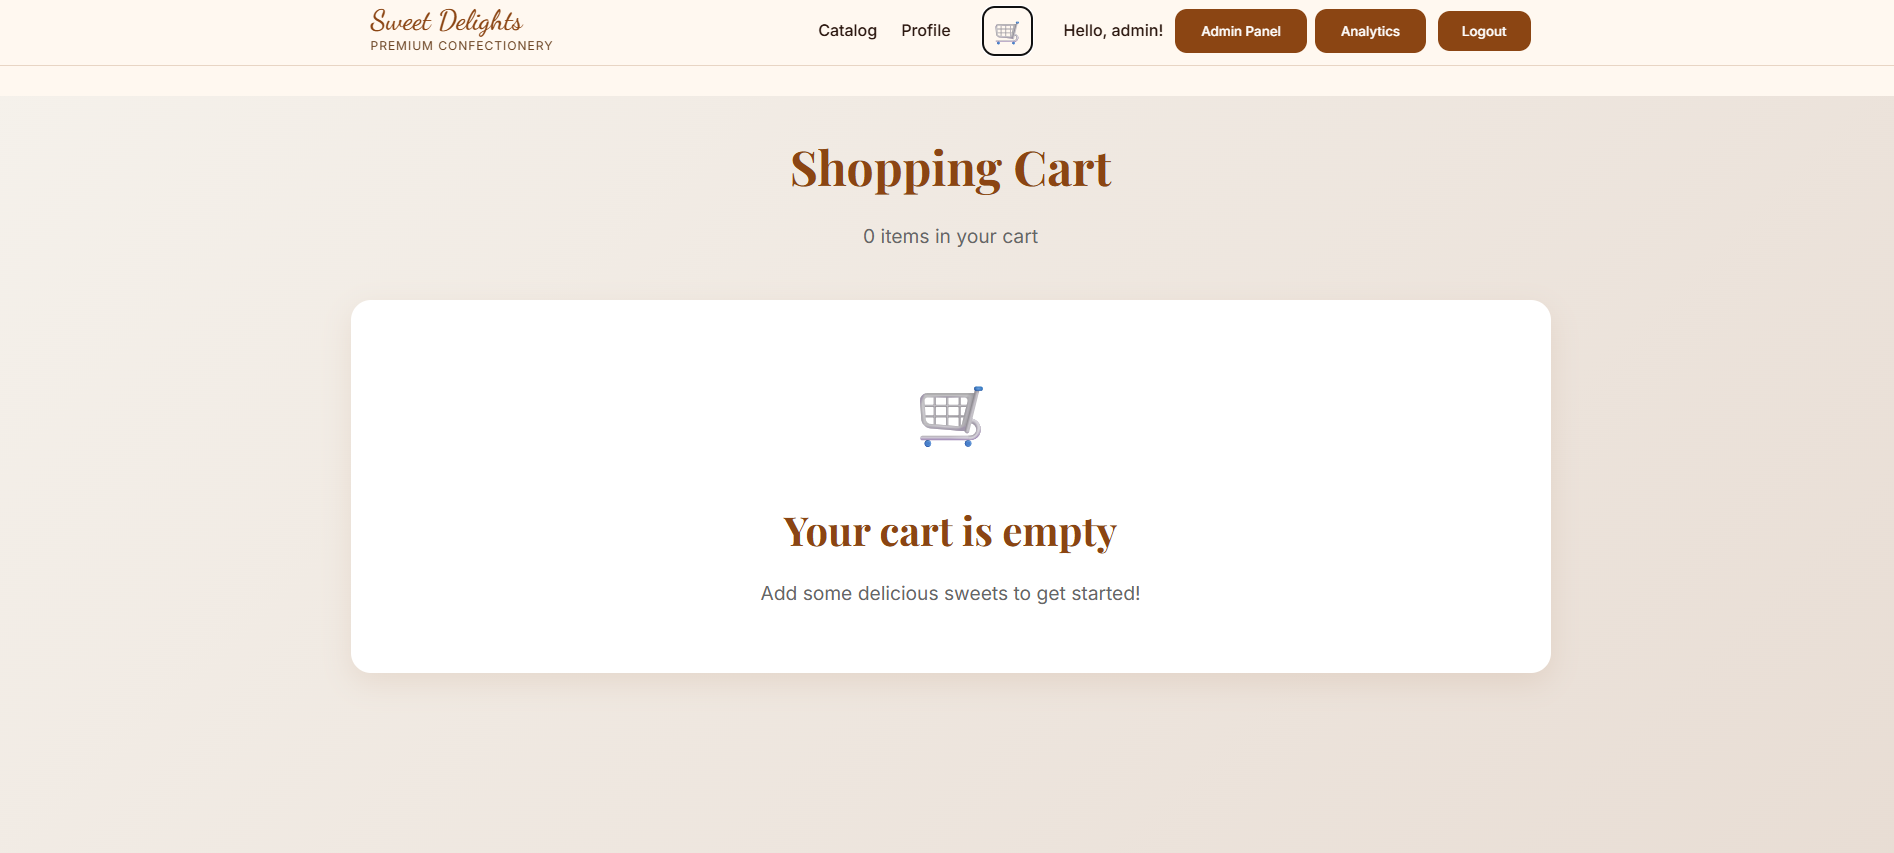 Sweet Delights
PREMIUM CONFECTIONERY
Catalog Profile Hello, admin! Admin Panel Analytics Logout
Shopping Cart
0 items in your cart
Your cart is empty
Add some delicious sweets to get started!